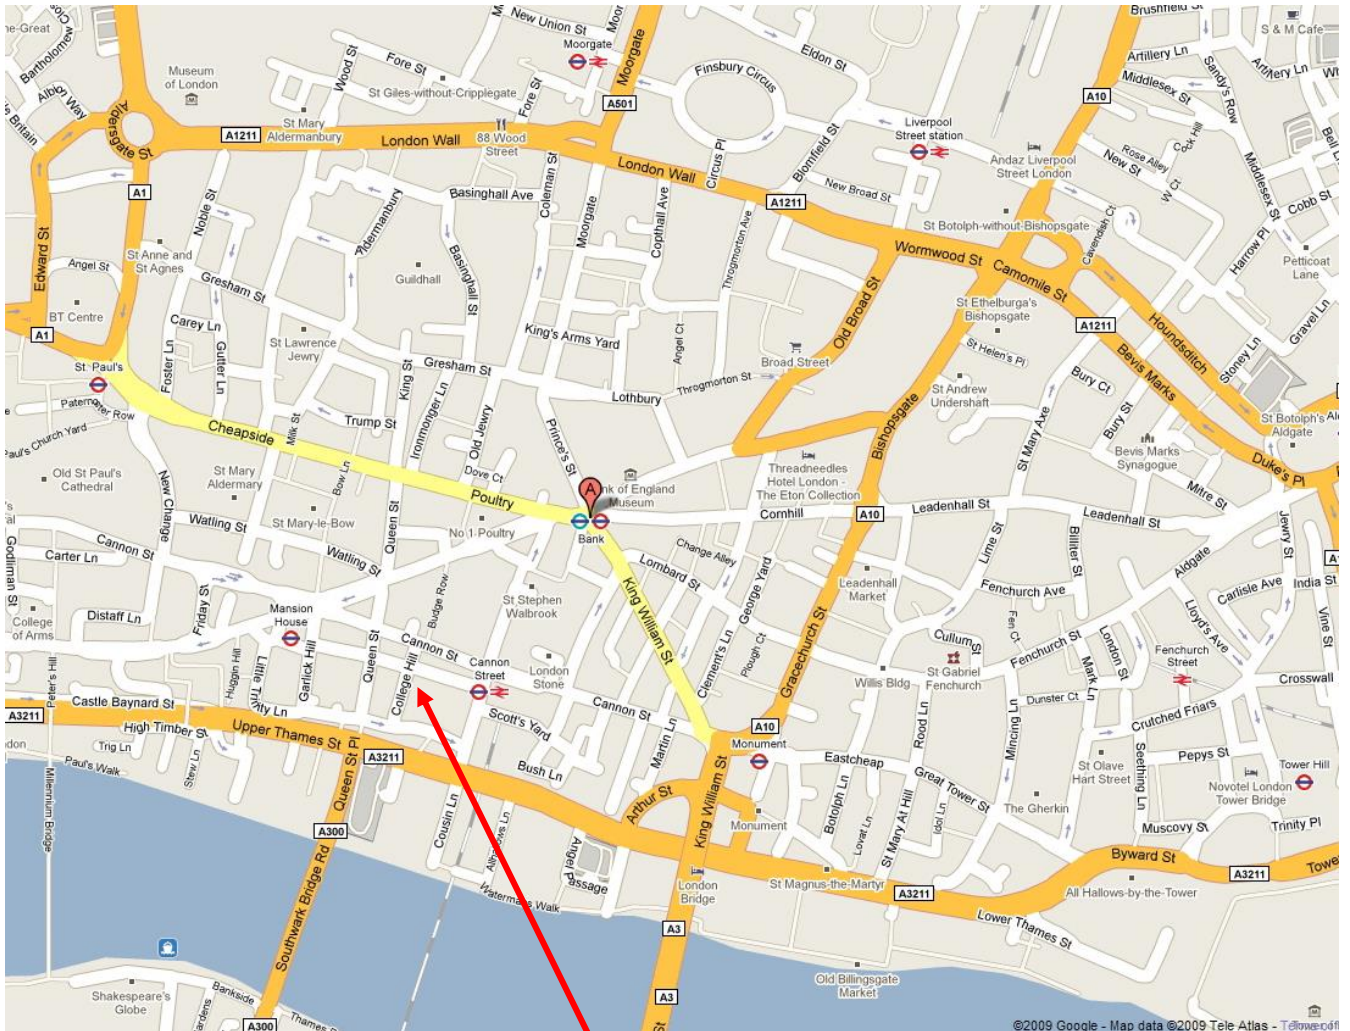 Brushfield St
New Union St
Moor
Moorgate
Moorgate
Eldon St
Artillery Ln
S & M Cafe
Bartholomew Close
Museum
of London
Wood St
Fore St
St Giles-without-Cripplegate
Fore St
A501
Finsbury Circus
A10
Middlesex St
Sandy's Row
Artillery Ln
Albion Way
Aldersgate St
A1211
St Mary
Aldermanbury
London Wall
88 Wood
Street
London Wall
Circus Pl
Blomfield St
Liverpool
Street station
Andaz Liverpool
Street London
New St
Rose Alley
Cock Hill
W Ct
Middlesex St
Cobb St
A1
Noble St
Aldermanbury
Basinghall Ave
Coleman St
Moorgate
Copthall Ave
Throgmorton Ave
A1211
New Broad St
St Botolph-without-Bishopsgate
Cavendish Ct
Harrow Pl
Petticoat
Lane
Edward St
Angel St
St Anne and
St Agnes
Gresham St
Guildhall
Basinghall St
Wormwood St
Camomile St
St Ethelburga's
Bishopsgate
A1211
Houndsditch
Gravel Ln
Stoney Ln
BT Centre
A1
Carey Ln
St Lawrence
Jewry
King's Arms Yard
Angel Ct
Old Broad St
Broad Street
St Helen's Pl
Bevis Marks
St. Paul's
Foster Ln
Gutter Ln
King St
Gresham St
Lothbury
Throgmorton St
St Andrew
Undershaft
Bury Ct
Bury St
St Botolph's
Aldgate
Cheapside
Milk St
Trump St
Ironmonger Ln
Old Jewry
Prince's St
Bishopsgate
St Mary Axe
Bevis Marks
Synagogue
Duke's Pl
Old St Paul's
Cathedral
New Change
St Mary
Aldermary
Bow Ln
Dove Ct
Poultry
A
Bank of England
Museum
Threadneedles
Hotel London -
The Eton Collection
Mitre St
Watling St
St Mary-le-Bow
Queen St
No 1 Poultry
Bank
Cornhill
A10
Leadenhall St
Leadenhall St
Jewry St
Godliman St
Cannon St
Carter Ln
Watling St
Budge Row
Change Alley
Lombard St
George Yard
Leadenhall
Market
Lime St
Billiter St
Aldgate
Fenchurch Ave
Carlisle Ave
India St
College
of Arms
Distaff Ln
Friday St
Mansion
House
St Stephen
Walbrook
King William St
Fen Ct
Lloyd's Ave
Vine St
Peter's Hill
Huggin Hill
Little Trinity Ln
Garlick Hill
Queen St
College Hill
Cannon St
Cannon
Street
London
Stone
Clement's Ln
Plough Ct
Gracechurch St
Cullum St
St Gabriel
Fenchurch
Fenchurch St
London St
Fenchurch
Street
Crosswall
A3211
Castle Baynard St
Upper Thames St
Scott's Yard
Cannon St
Martin Ln
A10
Willis Bldg
Rood Ln
Mincing Ln
Dunster Ct
Mark Ln
Crutched Friars
High Timber St
Trig Ln
Stew Ln
Queen St Pl
A3211
Bush Ln
Monument
Eastcheap
St Olave
Hart Street
Seething Ln
Pepys St
Tower Hill
Paul's Walk
Millennium Bridge
A300
Cousin Ln
Allhallows Ln
Angel Passage
Arthur St
King William St
Monument
Botolph Ln
Lovat Ln
St Mary At Hill
Idol Ln
Great Tower St
The Gherkin
Novotel London
Tower Bridge
Muscovy St
Trinity Pl
Southwark Bridge Rd
Watermans Walk
London
Bridge
St Magnus-the-Martyr
A3211
Byward St
All Hallows-by-the-Tower
A3211
Lower Thames St
A3
Old Billingsgate
Market
Shakespeare's
Globe
Bankside
A300
A3
©2009 Google - Map data ©2009 Tele Atlas -